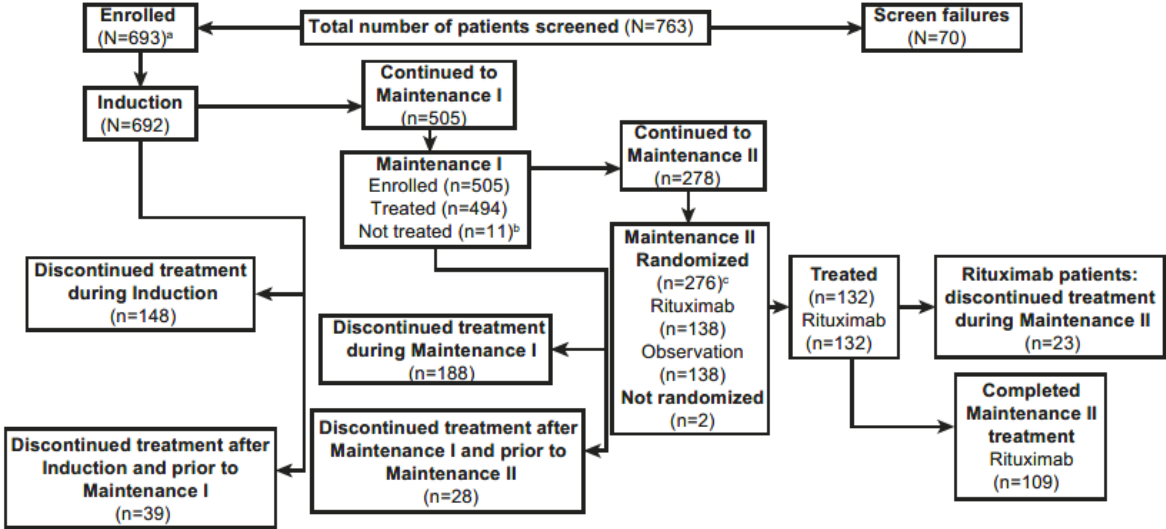 Enrolled
(N=693)ᵃ
Total number of patients screened (N=763)
Screen failures
(N=70)
Induction
(N=692)
Continued to
Maintenance I
(n=505)
Maintenance I
Enrolled (n=505)
Treated (n=494)
Not treated (n=11)ᵇ
Continued to
Maintenance II
(n=278)
Maintenance II
Randomized
(n=276)ᶜ
Rituximab
(n=138)
Observation
(n=138)
Not randomized
(n=2)
Treated
(n=132)
Rituximab
(n=132)
Rituximab patients:
discontinued treatment
during Maintenance II
(n=23)
Discontinued treatment
during Induction
(n=148)
Discontinued treatment
during Maintenance I
(n=188)
Completed
Maintenance II
treatment
Rituximab
(n=109)
Discontinued treatment after
Induction and prior to
Maintenance I
(n=39)
Discontinued treatment after
Maintenance I and prior to
Maintenance II
(n=28)